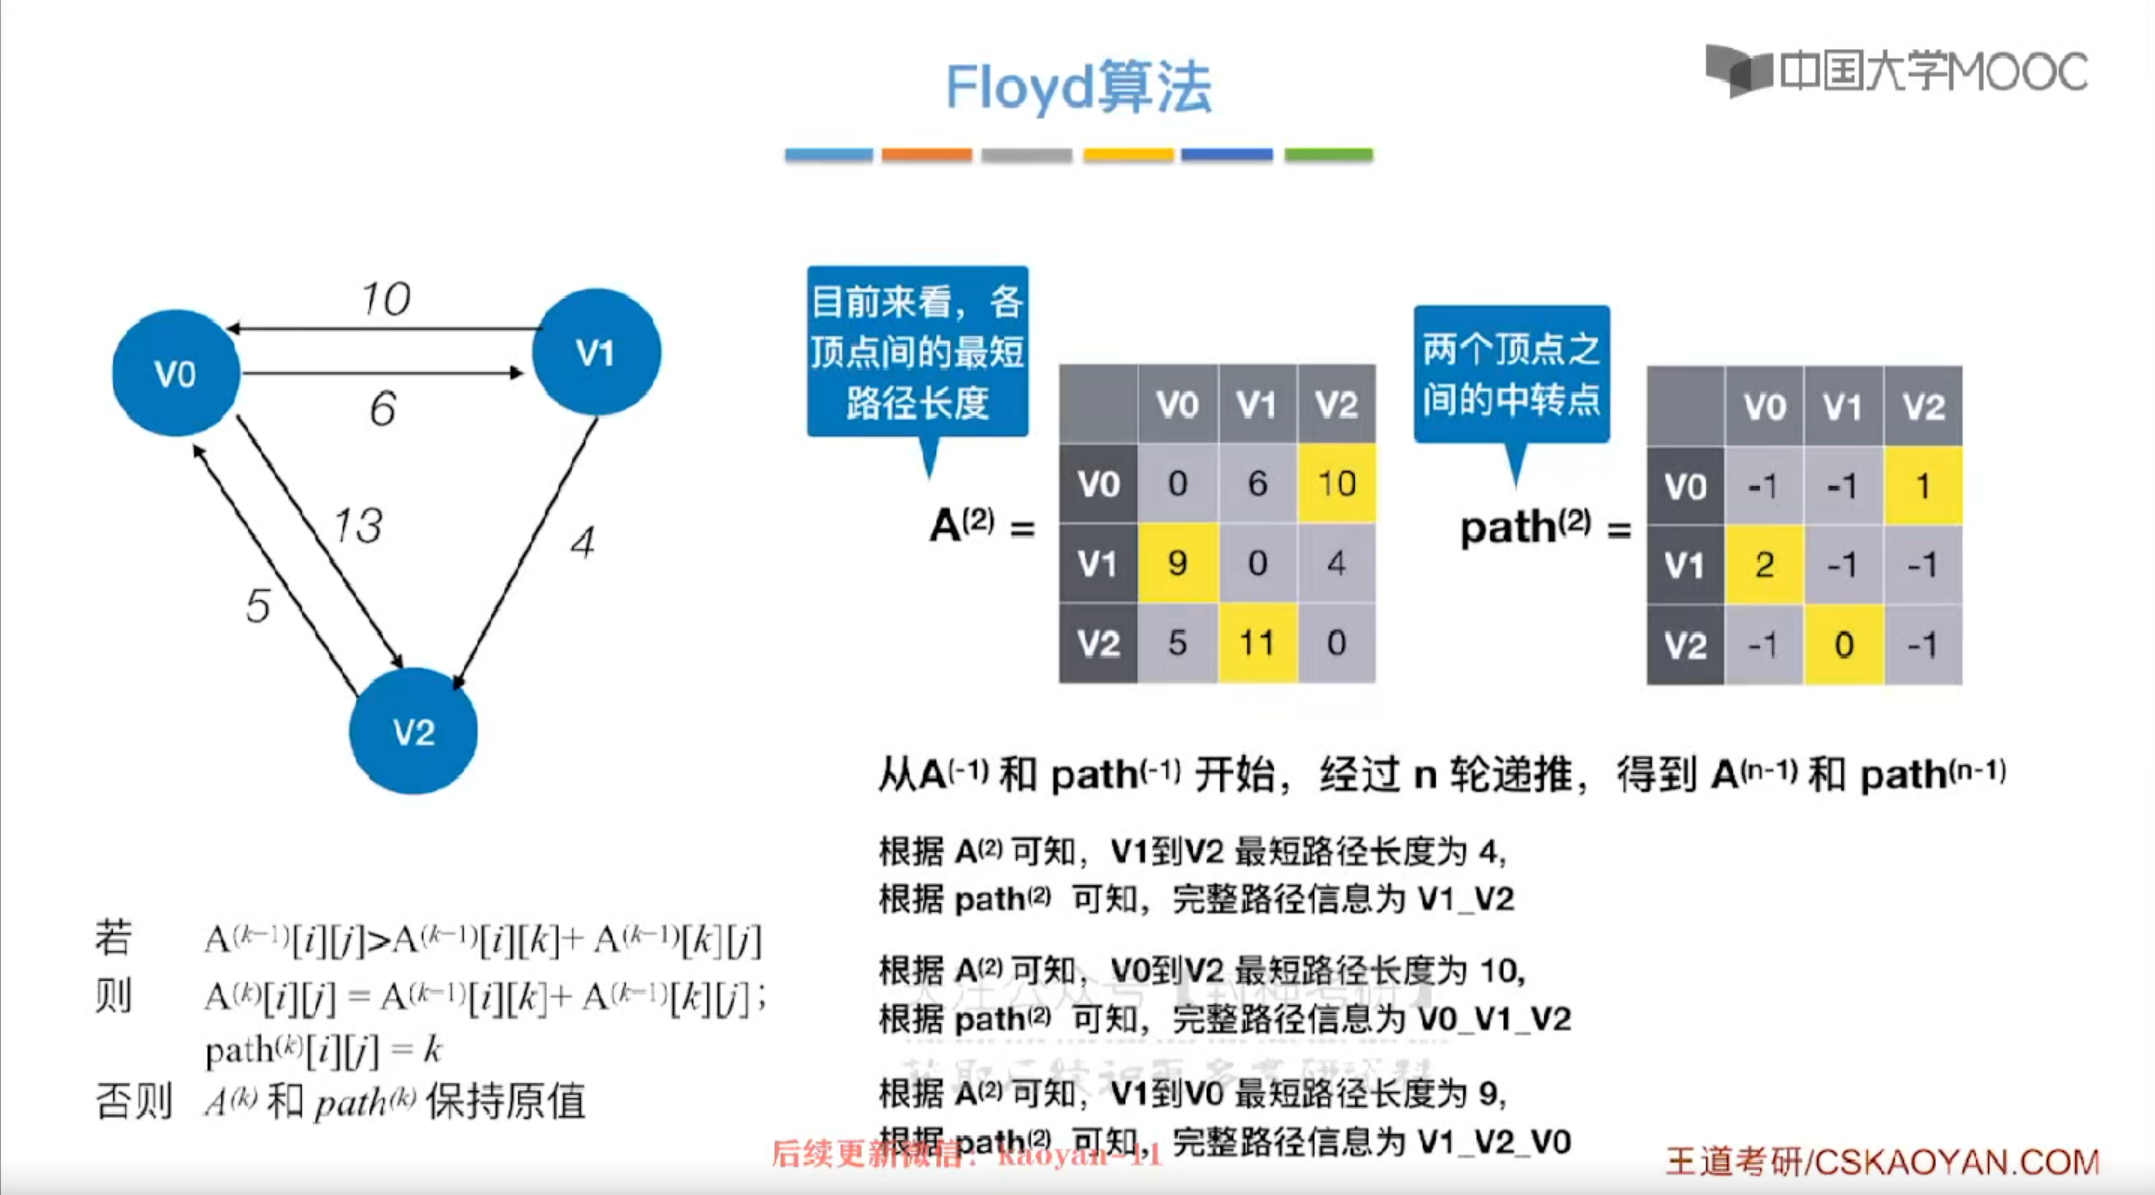 Floyd算法
中国大学MOOC
10
V0
V1
6
13
4
5
V2
目前来看，各
顶点间的最短
路径长度
A(2) =
V0 V1 V2
V0 0 6 10
V1 9 0 4
V2 5 11 0
两个顶点之
间的中转点
path(2) =
V0 V1 V2
V0 -1 -1 1
V1 2 -1 -1
V2 -1 0 -1
从A(-1) 和 path(-1) 开始，经过 n 轮递推，得到 A(n-1) 和 path(n-1)
根据 A(2) 可知，V1到V2 最短路径长度为 4,
根据 path(2) 可知，完整路径信息为 V1_V2
根据 A(2) 可知，V0到V2 最短路径长度为 10,
根据 path(2) 可知，完整路径信息为 V0_V1_V2
根据 A(2) 可知，V1到V0 最短路径长度为 9,
根据 path(2) 可知，完整路径信息为 V1_V2_V0
若 A(k−1)[i][j]>A(k−1)[i][k]+ A(k−1)[k][j]
则 A(k)[i][j] = A(k−1)[i][k]+ A(k−1)[k][j] ;
path(k)[i][j] = k
否则 A(k) 和 path(k) 保持原值
后续更新微信：kaoyan-11
王道考研/CSKAOYAN.COM